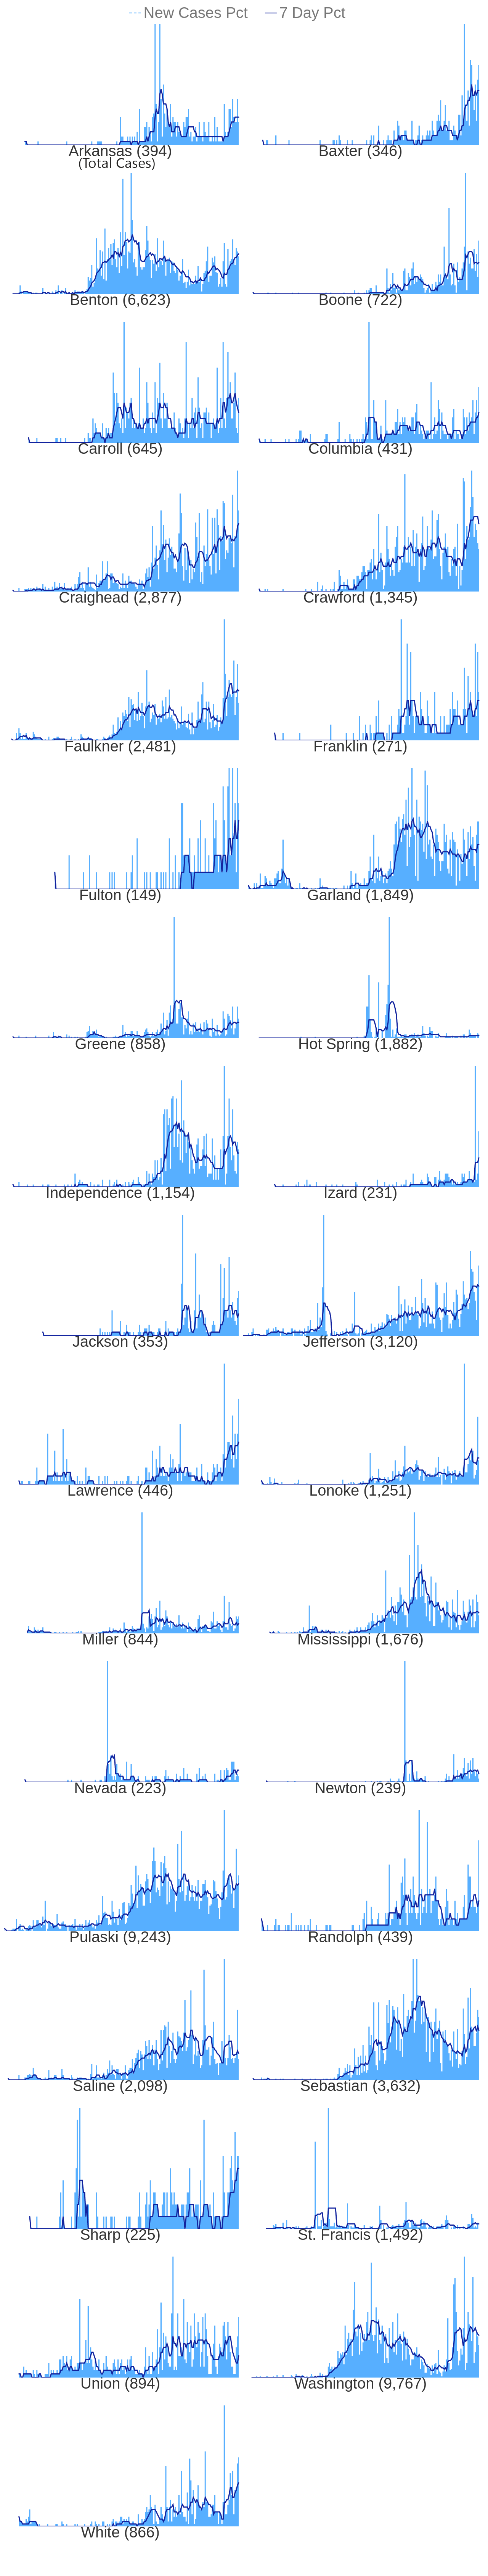 New Cases Pct 7 Day Pct
Arkansas (394)
(Total Cases)
Baxter (346)
Benton (6,623)
Boone (722)
Carroll (645)
Columbia (431)
Craighead (2,877)
Crawford (1,345)
Faulkner (2,481)
Franklin (271)
Fulton (149)
Garland (1,849)
Greene (858)
Hot Spring (1,882)
Independence (1,154)
Izard (231)
Jackson (353)
Jefferson (3,120)
Lawrence (446)
Lonoke (1,251)
Miller (844)
Mississippi (1,676)
Nevada (223)
Newton (239)
Pulaski (9,243)
Randolph (439)
Saline (2,098)
Sebastian (3,632)
Sharp (225)
St. Francis (1,492)
Union (894)
Washington (9,767)
White (866)